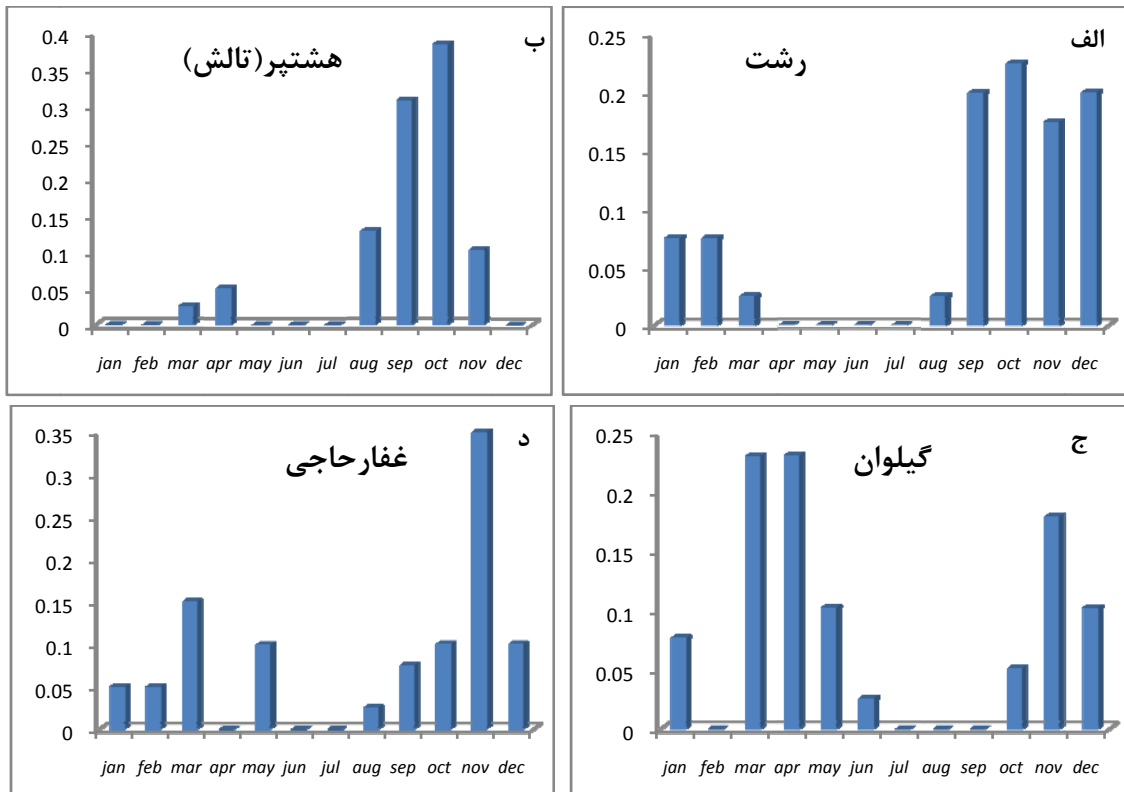 الف
رشت
0.25
0.2
0.15
0.1
0.05
0
jan feb mar apr may jun jul aug sep oct nov dec
ب
هشتپر(تالش)
0.4
0.35
0.3
0.25
0.2
0.15
0.1
0.05
0
jan feb mar apr may jun jul aug sep oct nov dec
ج
گیلوان
0.25
0.2
0.15
0.1
0.05
0
jan feb mar apr may jun jul aug sep oct nov dec
د
غفارحاجی
0.35
0.3
0.25
0.2
0.15
0.1
0.05
0
jan feb mar apr may jun jul aug sep oct nov dec